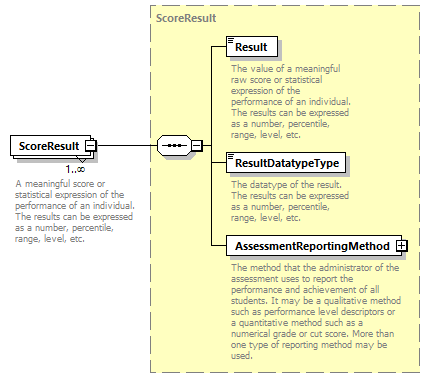 ScoreResult
Result
The value of a meaningful
raw score or statistical
expression of the
performance of an individual.
The results can be expressed
as a number, percentile,
range, level, etc.
ScoreResult
1..∞
A meaningful score or
statistical expression of the
performance of an individual.
The results can be expressed
as a number, percentile,
range, level, etc.
ResultDatatypeType
The datatype of the result.
The results can be expressed
as a number, percentile,
range, level, etc.
AssessmentReportingMethod
The method that the administrator of the
assessment uses to report the
performance and achievement of all
students. It may be a qualitative method
such as performance level descriptors or
a quantitative method such as a
numerical grade or cut score. More than
one type of reporting method may be
used.